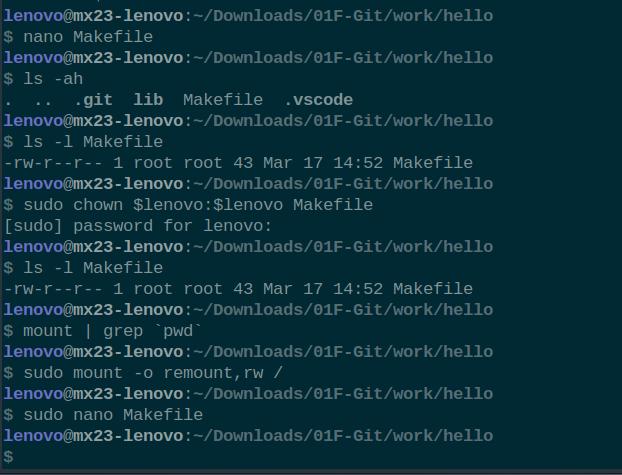 lenovo@mx23-lenovo:~/Downloads/01F-Git/work/hello
$ nano Makefile
lenovo@mx23-lenovo:~/Downloads/01F-Git/work/hello
$ ls -ah
.  ..  .git  lib  Makefile  .vscode
lenovo@mx23-lenovo:~/Downloads/01F-Git/work/hello
$ ls -l Makefile
-rw-r--r-- 1 root root 43 Mar 17 14:52 Makefile
lenovo@mx23-lenovo:~/Downloads/01F-Git/work/hello
$ sudo chown $lenovo:$lenovo Makefile
[sudo] password for lenovo:
lenovo@mx23-lenovo:~/Downloads/01F-Git/work/hello
$ ls -l Makefile
-rw-r--r-- 1 root root 43 Mar 17 14:52 Makefile
lenovo@mx23-lenovo:~/Downloads/01F-Git/work/hello
$ mount | grep `pwd`
lenovo@mx23-lenovo:~/Downloads/01F-Git/work/hello
$ sudo mount -o remount,rw /
lenovo@mx23-lenovo:~/Downloads/01F-Git/work/hello
$ sudo nano Makefile
lenovo@mx23-lenovo:~/Downloads/01F-Git/work/hello
$